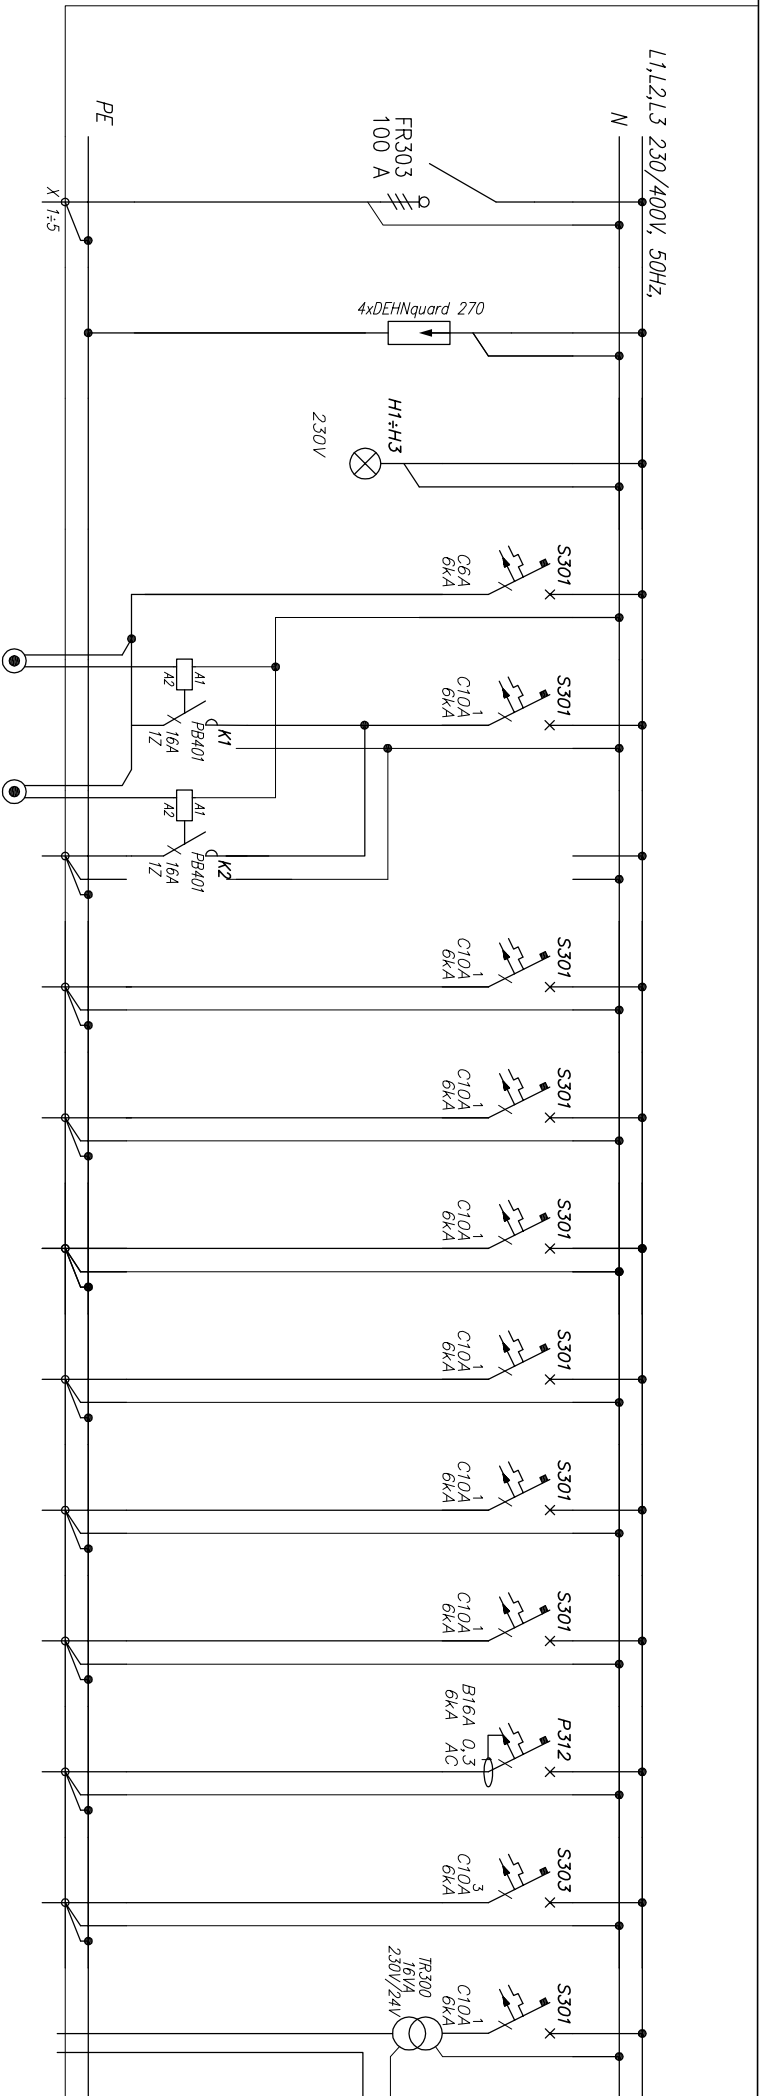 L1,L2,L3 230/400V, 50Hz,
N
PE
FR303
100 A
X 1÷5
4xDEHNguard 270
H1÷H3
230V
S301
C6A
6kA
A1
A2
S301
C10A 1
6kA
K1
PB401
16A
1Z
A1
A2
K2
PB401
16A
1Z
S301
C10A 1
6kA
S301
C10A 1
6kA
S301
C10A 1
6kA
S301
C10A 1
6kA
S301
C10A 1
6kA
S301
C10A 1
6kA
P312
B16A 0,3
6kA AC
S303
C10A 3
6kA
S301
C10A 1
6kA
TR300
16VA
230V/24V